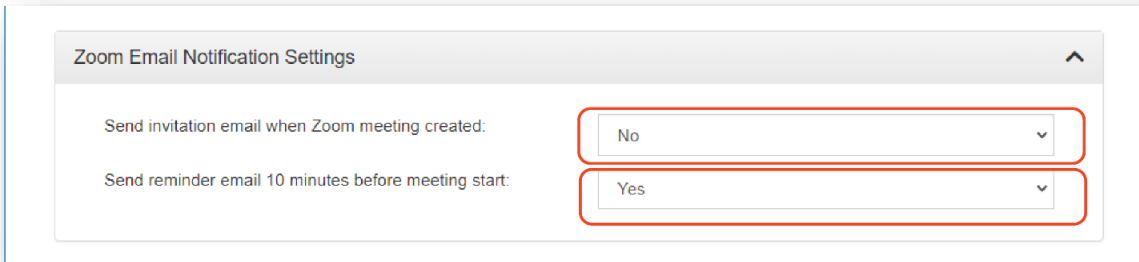 Zoom Email Notification Settings
Send invitation email when Zoom meeting created:
No
Send reminder email 10 minutes before meeting start:
Yes